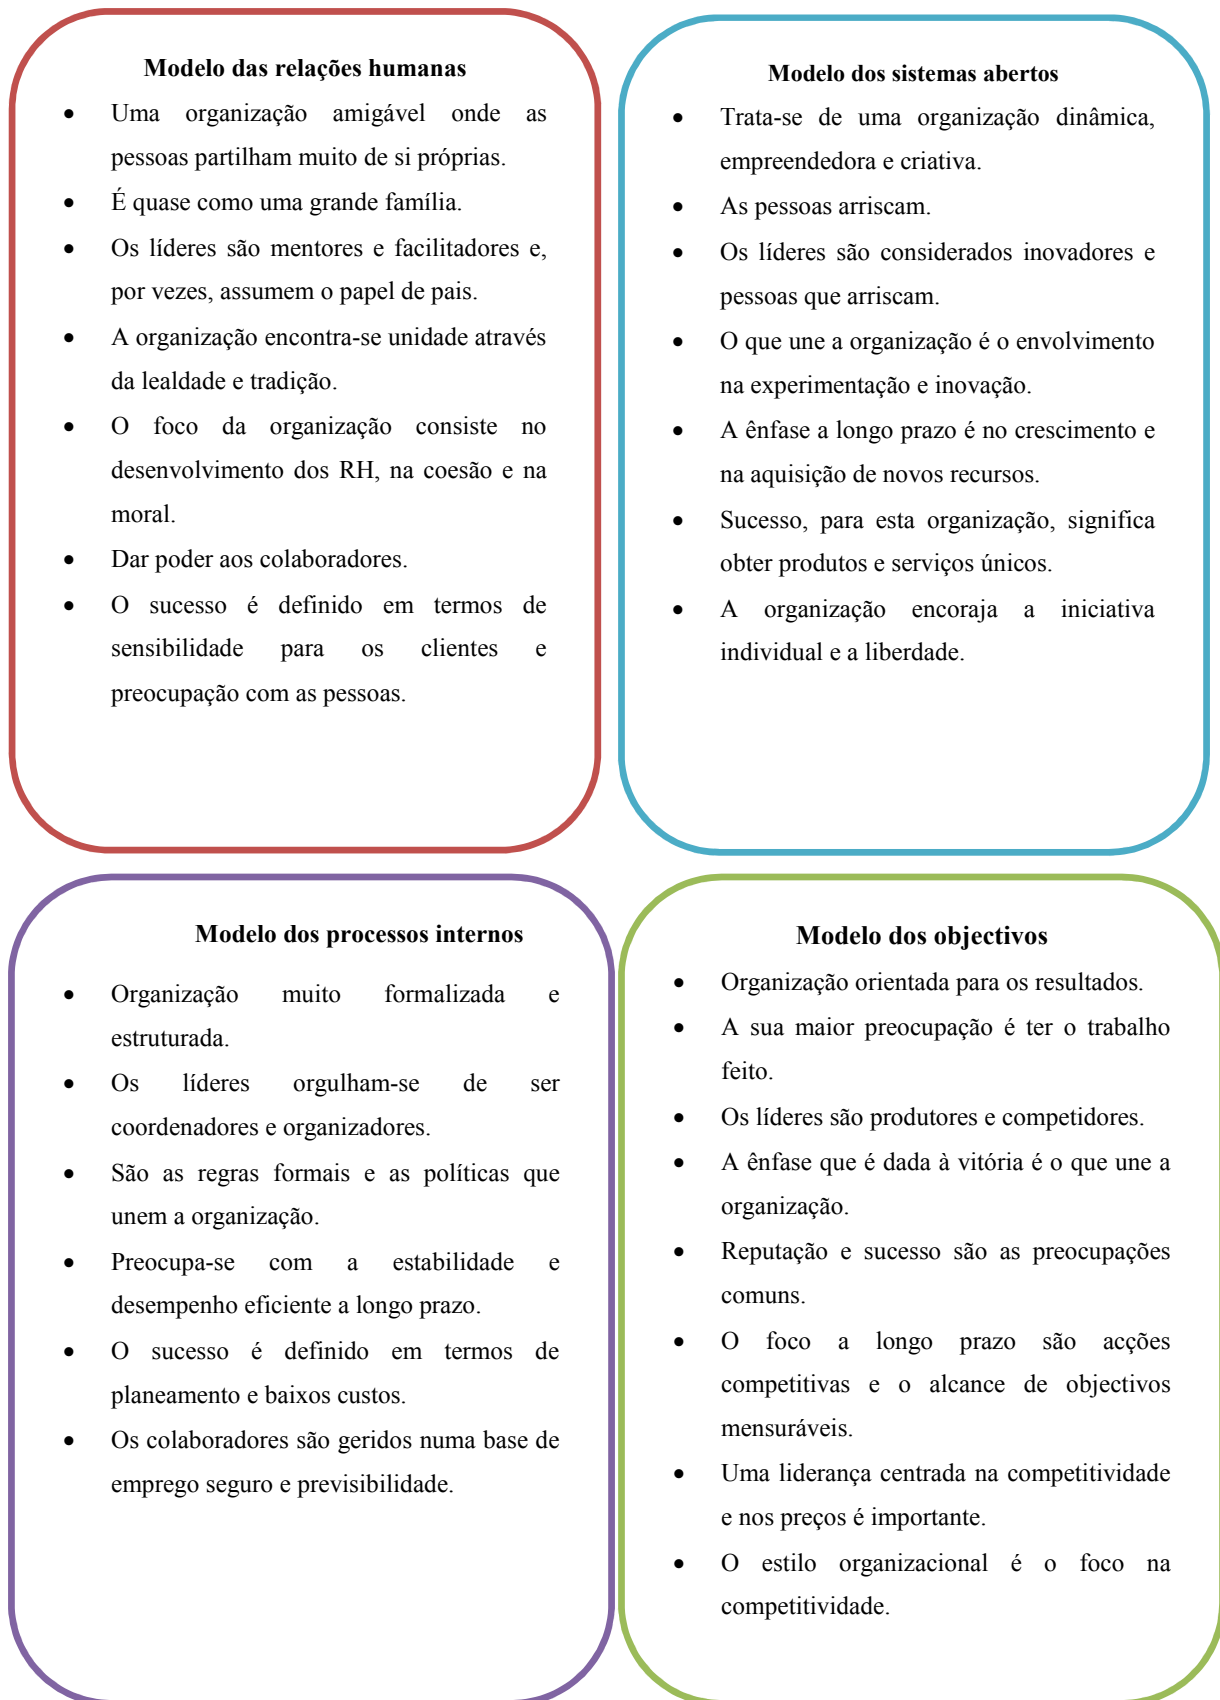 Modelo das relações humanas
• Uma organização amigável onde as
pessoas partilham muito de si próprias.
• É quase como uma grande família.
• Os líderes são mentores e facilitadores e,
por vezes, assumem o papel de pais.
• A organização encontra-se unidade através
da lealdade e tradição.
• O foco da organização consiste no
desenvolvimento dos RH, na coesão e na
moral.
• Dar poder aos colaboradores.
• O sucesso é definido em termos de
sensibilidade para os clientes e
preocupação com as pessoas.
Modelo dos sistemas abertos
• Trata-se de uma organização dinâmica,
empreendedora e criativa.
• As pessoas arriscam.
• Os líderes são considerados inovadores e
pessoas que arriscam.
• O que une a organização é o envolvimento
na experimentação e inovação.
• A ênfase a longo prazo é no crescimento e
na aquisição de novos recursos.
• Sucesso, para esta organização, significa
obter produtos e serviços únicos.
• A organização encoraja a iniciativa
individual e a liberdade.
Modelo dos processos internos
• Organização muito formalizada e
estruturada.
• Os líderes orgulham-se de ser
coordenadores e organizadores.
• São as regras formais e as políticas que
unem a organização.
• Preocupa-se com a estabilidade e
desempenho eficiente a longo prazo.
• O sucesso é definido em termos de
planeamento e baixos custos.
• Os colaboradores são geridos numa base de
emprego seguro e previsibilidade.
Modelo dos objectivos
• Organização orientada para os resultados.
• A sua maior preocupação é ter o trabalho
feito.
• Os líderes são produtores e competidores.
• A ênfase que é dada à vitória é o que une a
organização.
• Reputação e sucesso são as preocupações
comuns.
• O foco a longo prazo são acções
competitivas e o alcance de objectivos
mensuráveis.
• Uma liderança centrada na competitividade
e nos preços é importante.
• O estilo organizacional é o foco na
competitividade.